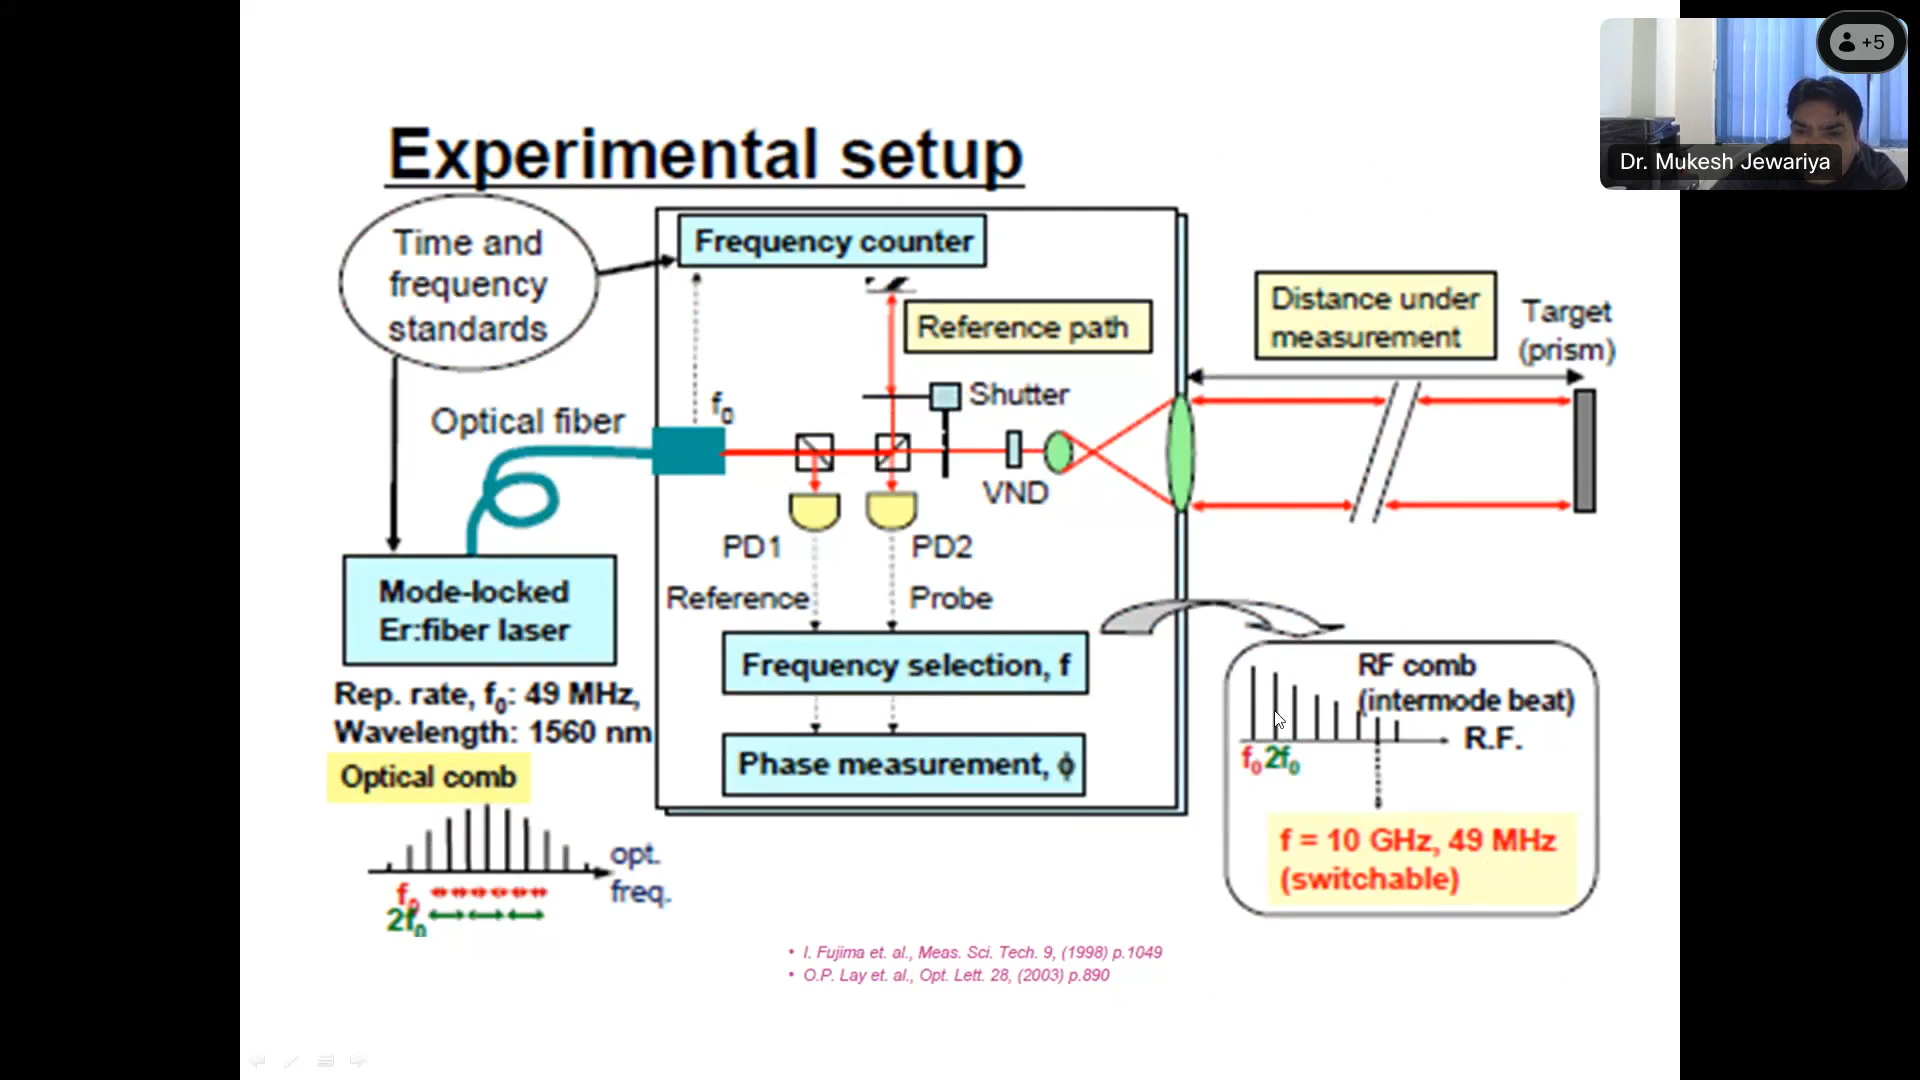 +5
Dr. Mukesh Jewariya
Experimental setup
Time and
frequency
standards
Frequency counter
Reference path
Distance under
measurement
Target
(prism)
Shutter
f0
Optical fiber
VND
PD1
PD2
Reference
Probe
Mode-locked
Er:fiber laser
Frequency selection, f
Rep. rate, f0: 49 MHz,
Wavelength: 1560 nm
Phase measurement, ϕ
RF comb
(intermode beat)
R.F.
f0 2f0
f = 10 GHz, 49 MHz
(switchable)
Optical comb
opt.
freq.
f0
2f0
• I. Fujima et. al., Meas. Sci. Tech. 9, (1998) p.1049
• O.P. Lay et. al., Opt. Lett. 28, (2003) p.890